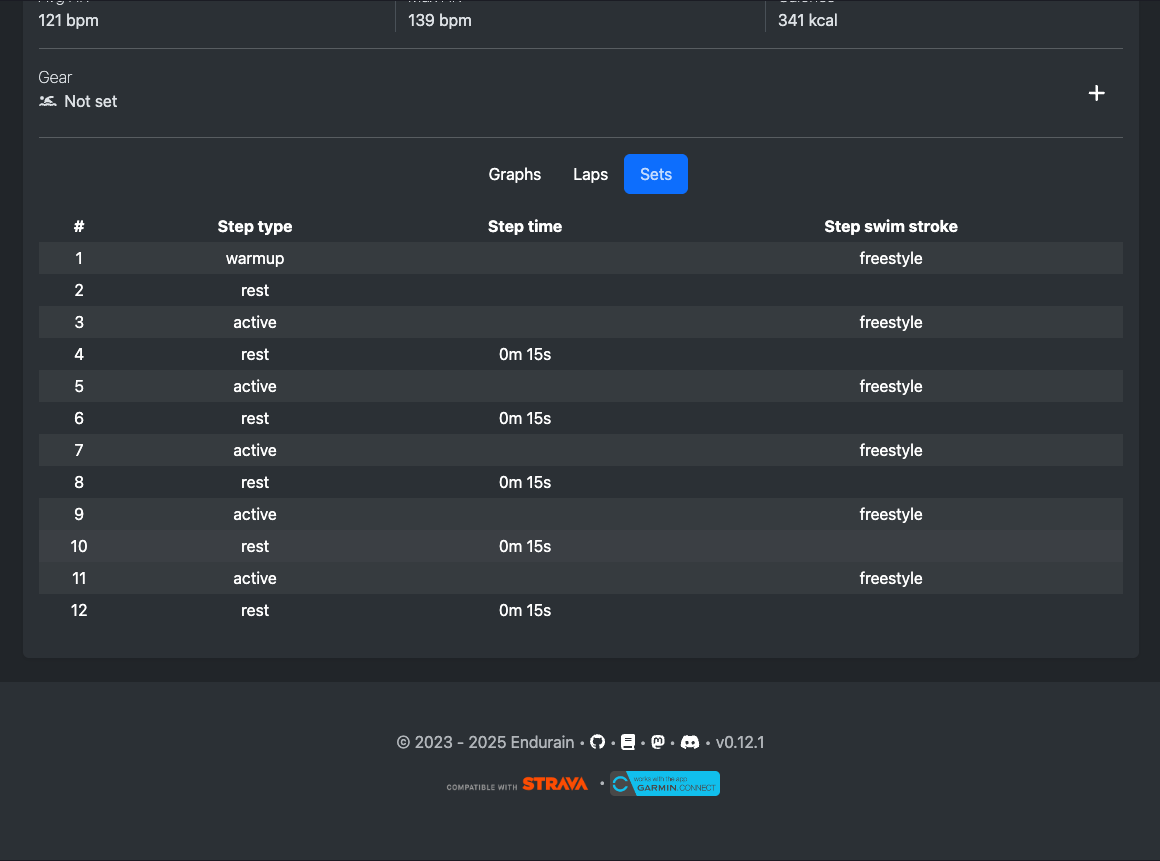 121 bpm 139 bpm 341 kcal
Gear
Not set
Graphs Laps Sets
# Step type Step time Step swim stroke
1 warmup freestyle
2 rest
3 active freestyle
4 rest 0m 15s
5 active freestyle
6 rest 0m 15s
7 active freestyle
8 rest 0m 15s
9 active freestyle
10 rest 0m 15s
11 active freestyle
12 rest 0m 15s
© 2023 - 2025 Endurain • • • • • v0.12.1
COMPATIBLE WITH STRAVA • works with the app
GARMIN.CONNECT